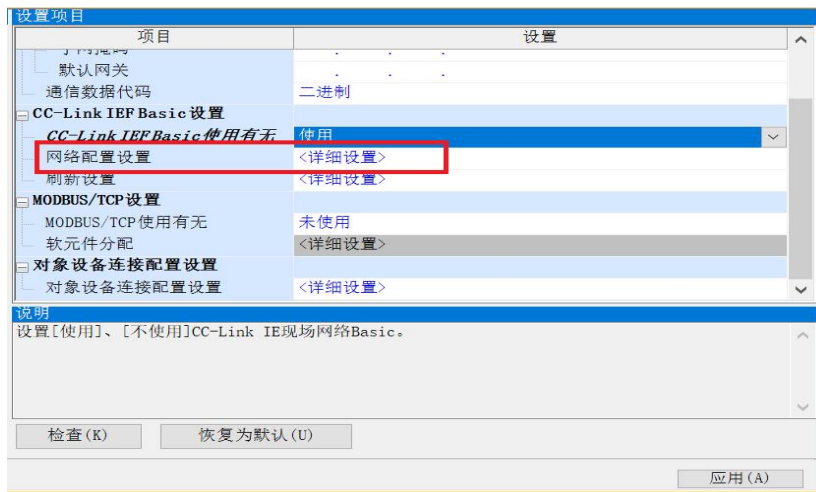 设置项目
项目 设置
子网掩码 . . .
默认网关 . . .
通信数据代码 二进制
CC-Link IEF Basic 设置
CC-Link IEF Basic使用有无 使用
网络配置设置 <详细设置>
刷新设置 <详细设置>
MODBUS/TCP设置
MODBUS/TCP使用有无 未使用
软元件分配 <详细设置>
对象设备连接配置设置
对象设备连接配置设置 <详细设置>
说明
设置[使用]、[不使用]CC-Link IE现场网络Basic。
检查(K) 恢复为默认(U)
应用(A)